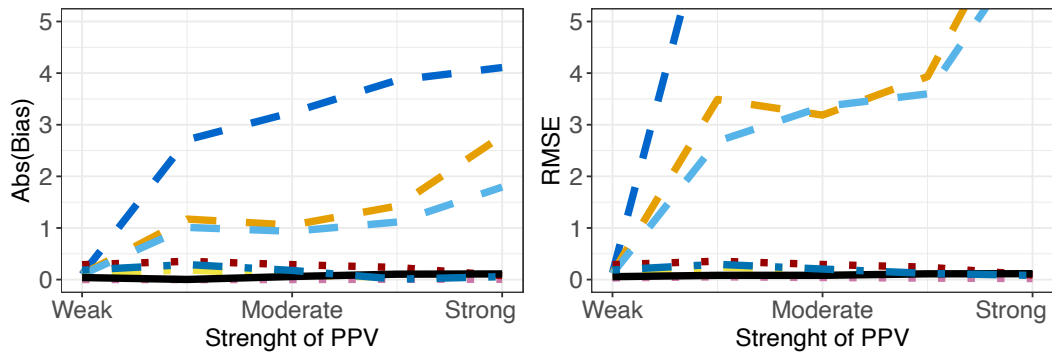 Abs(Bias)
5
4
3
2
1
0
Weak
Moderate
Strong
Strenght of PPV
RMSE
5
4
3
2
1
0
Weak
Moderate
Strong
Strenght of PPV